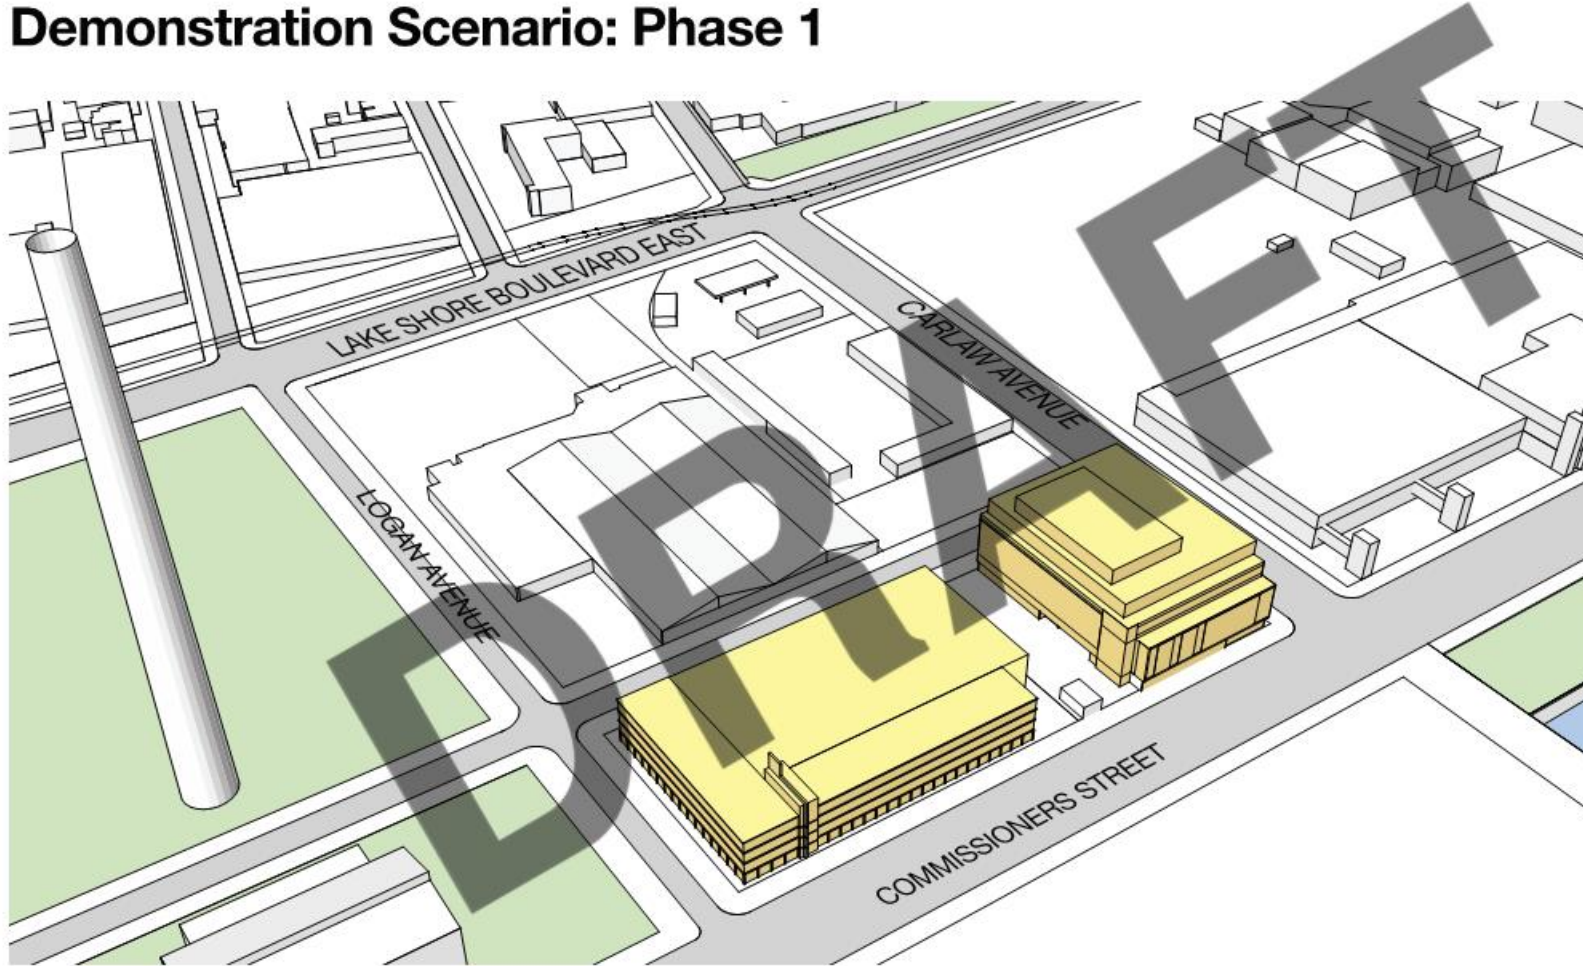 Demonstration Scenario: Phase 1
LAKE SHORE BOULEVARD EAST
CARLAW AVENUE
LOGAN AVENUE
COMMISSIONERS STREET
DRAFT